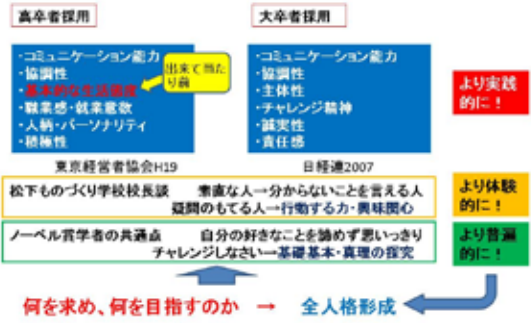 高卒者採用
大卒者採用
・コミュニケーション能力
・協調性
・基本的な生活態度
・職業感・就業意欲
・人柄・パーソナリティ
・積極性
出来て当たり前
・コミュニケーション能力
・協調性
・主体性
・チャレンジ精神
・誠実性
・責任感
より実践的に！
東京経営者協会H19
日経連2007
松下ものづくり学校校長談　素直な人→分からないことを言える人
疑問のもてる人→行動する力・興味関心
より体験的に！
ノーベル賞学者の共通点　自分の好きなことを諦めず思いっきり
チャレンジしなさい→基礎基本・真理の探究
より普遍的に！
何を求め、何を目指すのか　→　全人格形成